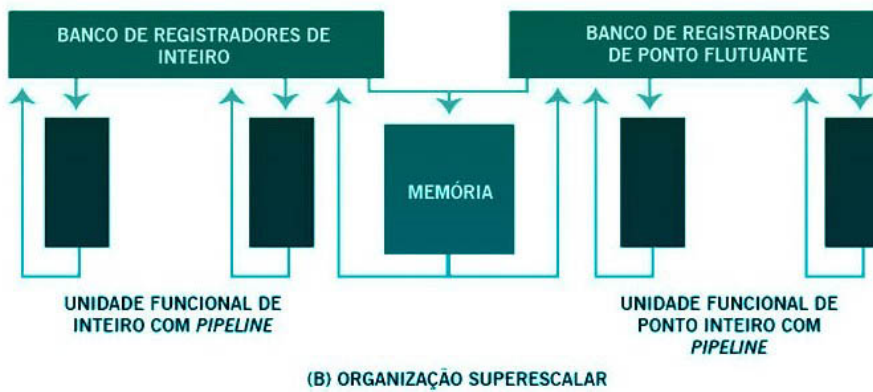 BANCO DE REGISTRADORES DE
INTEIRO
BANCO DE REGISTRADORES
DE PONTO FLUTUANTE
MEMÓRIA
UNIDADE FUNCIONAL DE
INTEIRO COM PIPELINE
UNIDADE FUNCIONAL DE
PONTO INTEIRO COM
PIPELINE
(B) ORGANIZAÇÃO SUPERESCALAR